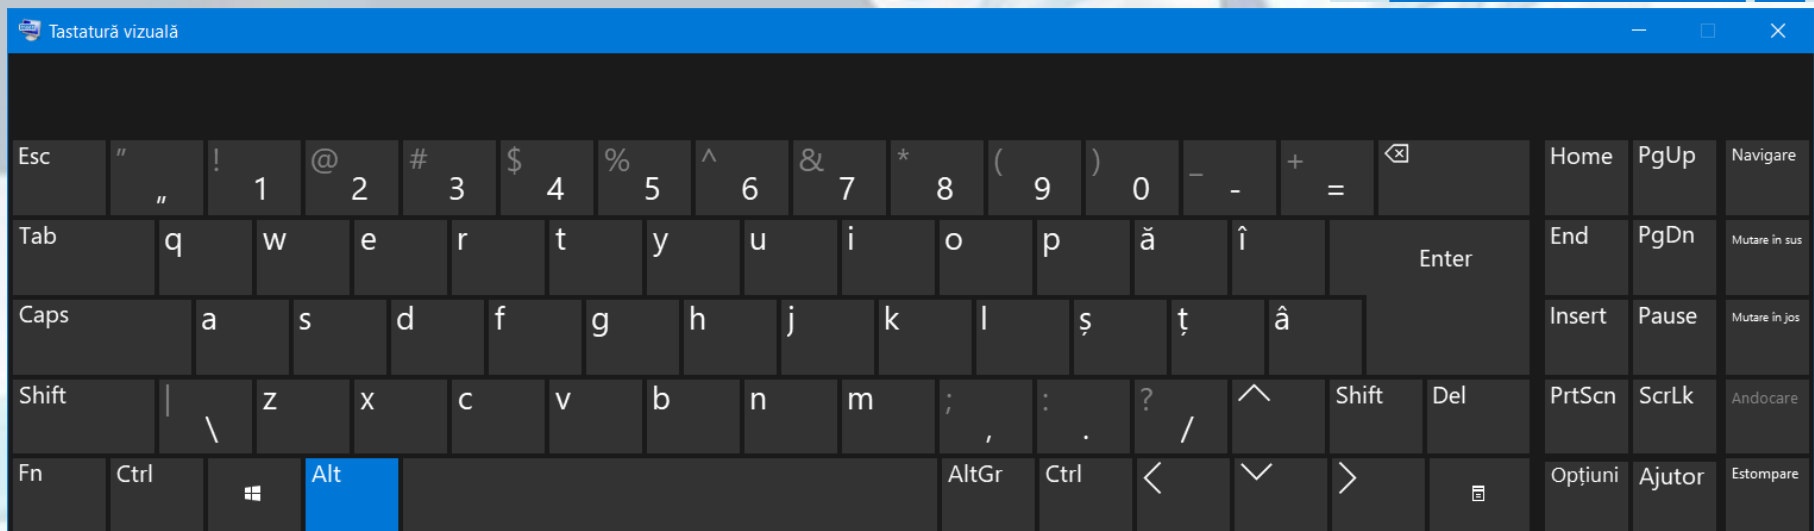 Tastatură vizuală
Esc ” „ ! 1 @ 2 # 3 $ 4 % 5 ^ 6 & 7 * 8 ( 9 ) 0 _ - + = Home PgUp Navigare
Tab q w e r t y u i o p ă î Enter End PgDn Mutare în sus
Caps a s d f g h j k l ș ț â Insert Pause Mutare în jos
Shift | \ z x c v b n m ; , : . ? / Shift Del PrtScn ScrLk Andocare
Fn Ctrl Alt AltGr Ctrl Opțiuni Ajutor Estompare